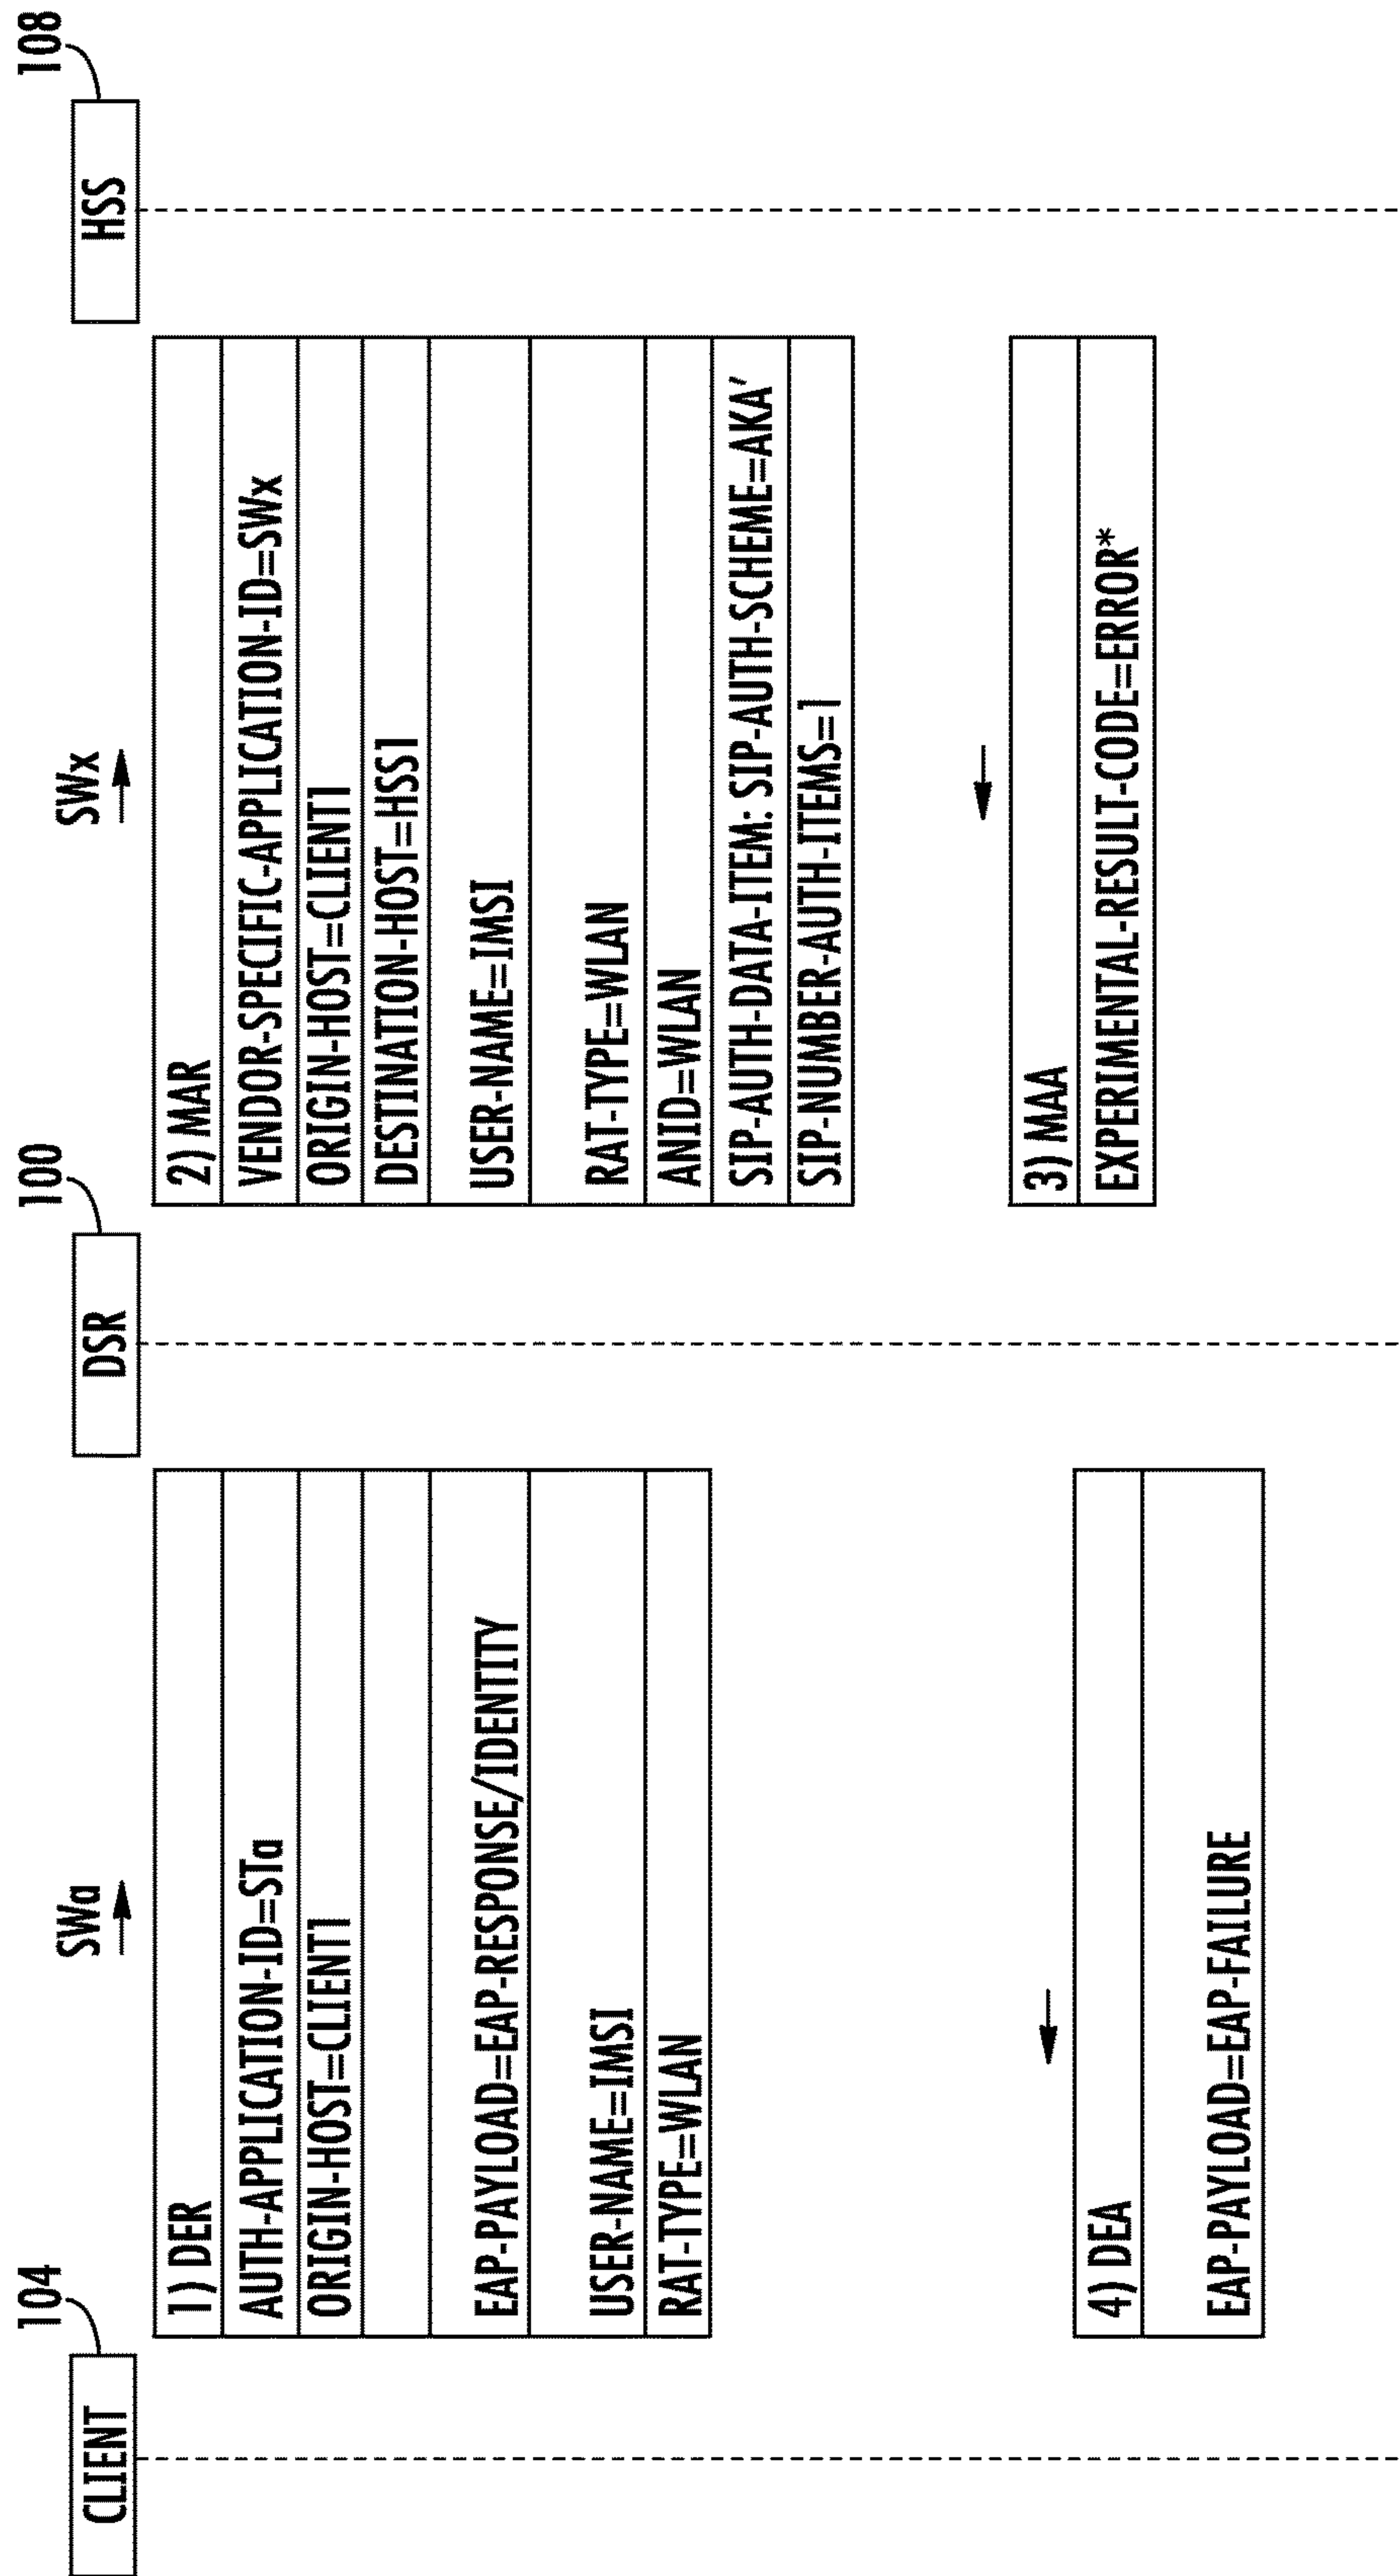 CLIENT
104
SWa
DSR
100
SWx
HSS
108
1) DER
AUTH-APPLICATION-ID=STa
ORIGIN-HOST=CLIENT1
EAP-PAYLOAD=EAP-RESPONSE/IDENTITY
USER-NAME=IMSI
RAT-TYPE=WLAN
2) MAR
VENDOR-SPECIFIC-APPLICATION-ID=SWx
ORIGIN-HOST=CLIENT1
DESTINATION-HOST=HSS1
USER-NAME=IMSI
RAT-TYPE=WLAN
ANID=WLAN
SIP-AUTH-DATA-ITEM: SIP-AUTH-SCHEME=AKA'
SIP-NUMBER-AUTH-ITEMS=1
3) MAA
EXPERIMENTAL-RESULT-CODE=ERROR*
4) DEA
EAP-PAYLOAD=EAP-FAILURE